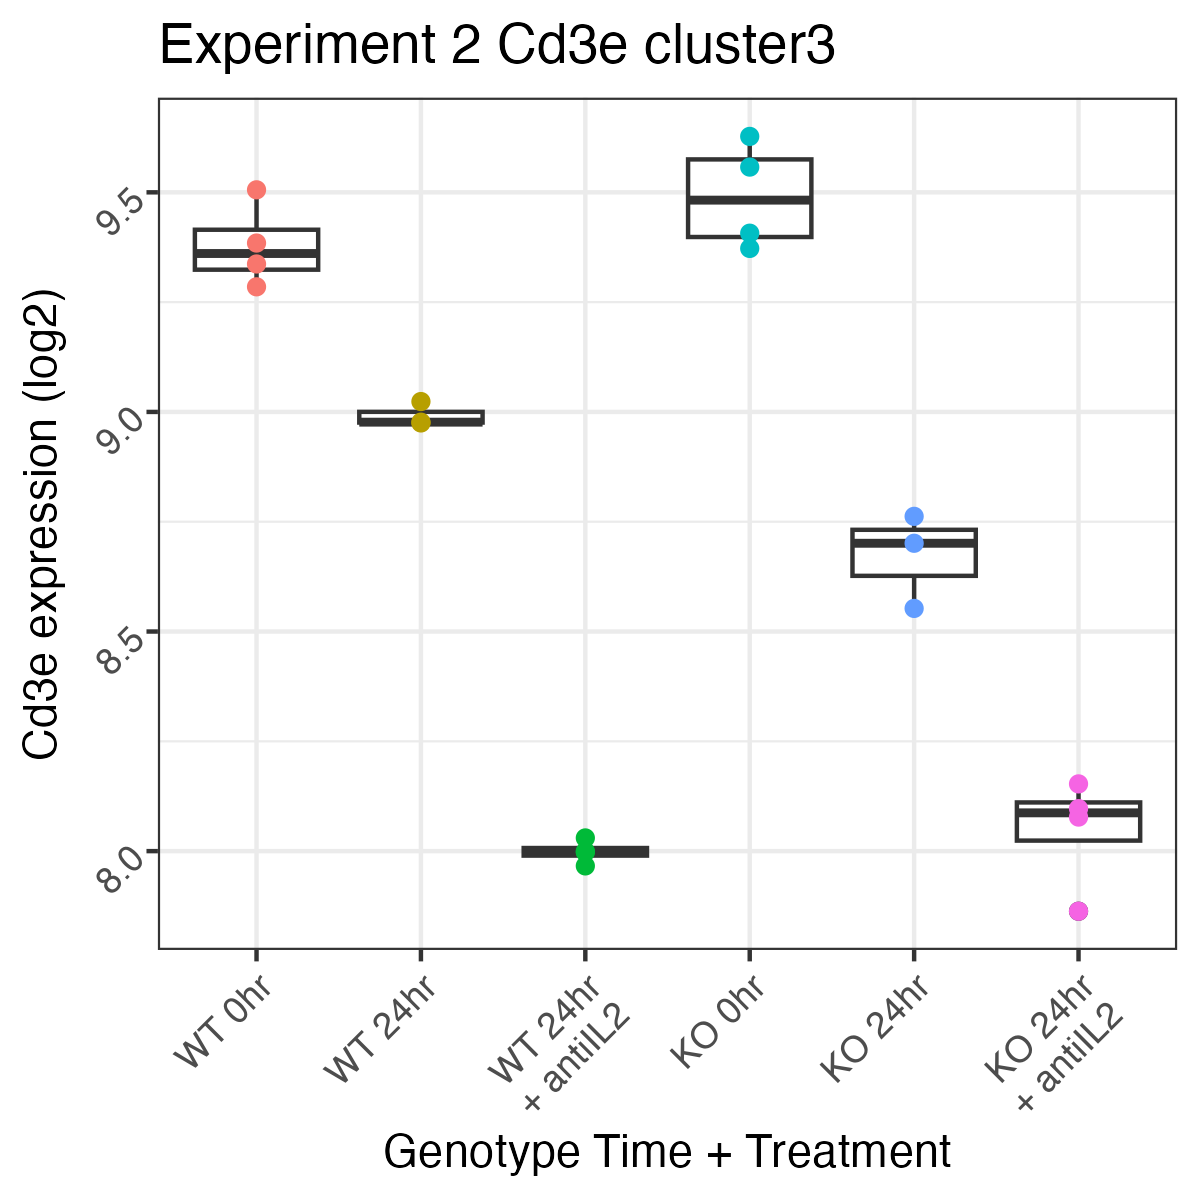 Experiment 2 Cd3e cluster3
Cd3e expression (log2)
9.5
9.0
8.5
8.0
WT 0hr
WT 24hr
WT 24hr
+ antiIL2
KO 0hr
KO 24hr
KO 24hr
+ antiIL2
Genotype Time + Treatment